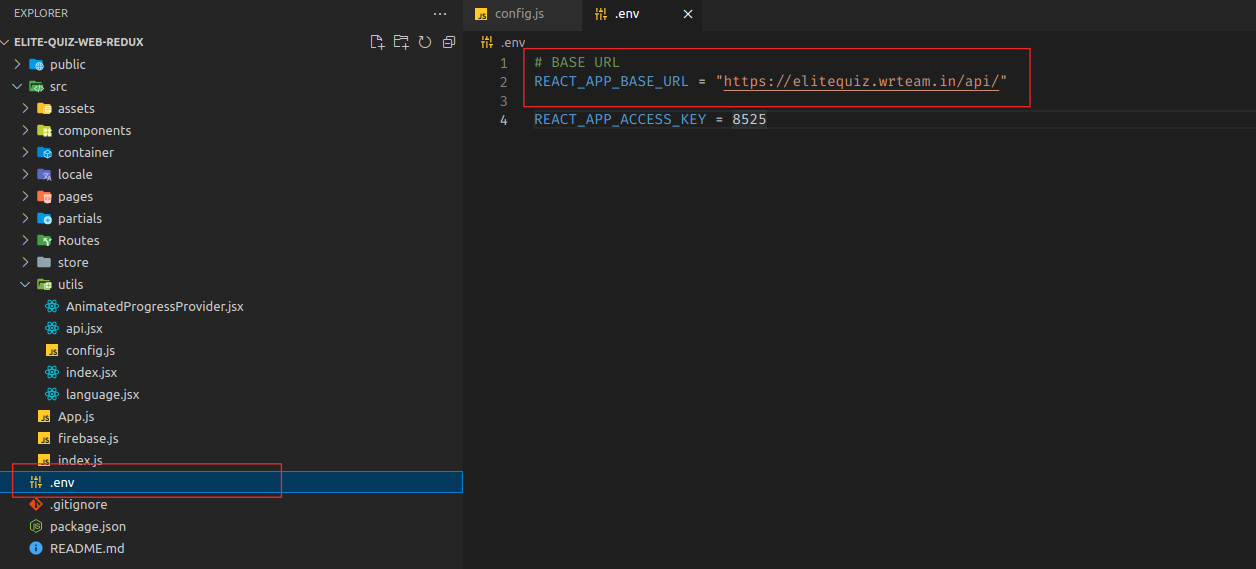 EXPLORER
ELITE-QUIZ-WEB-REDUX
public
src
assets
components
container
locale
pages
partials
Routes
store
utils
AnimatedProgressProvider.jsx
api.jsx
config.js
index.jsx
language.jsx
App.js
firebase.js
index.js
.env
.gitignore
package.json
README.md
config.js
.env
.env
1 # BASE URL
2 REACT_APP_BASE_URL = "https://elitequiz.wrteam.in/api/"
3
4 REACT_APP_ACCESS_KEY = 8525